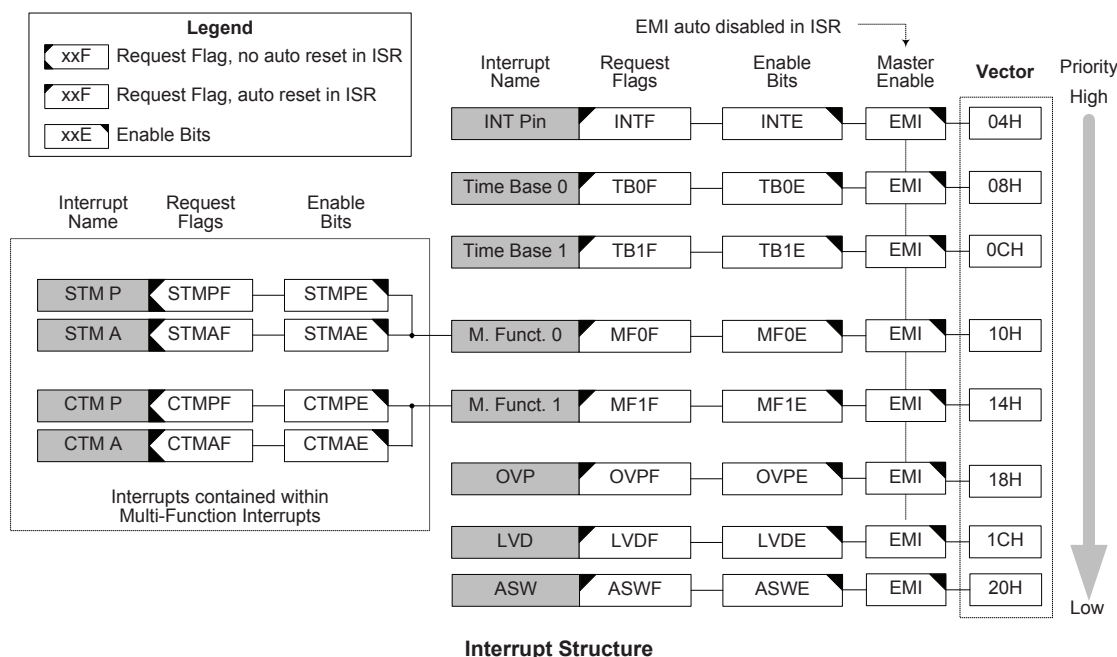 Legend
xxF Request Flag, no auto reset in ISR
xxF Request Flag, auto reset in ISR
xxE Enable Bits
EMI auto disabled in ISR
Interrupt Name Request Flags Enable Bits Master Enable Vector Priority
High
INT Pin INTF INTE EMI 04H
Time Base 0 TB0F TB0E EMI 08H
Time Base 1 TB1F TB1E EMI 0CH
M. Funct. 0 MF0F MF0E EMI 10H
M. Funct. 1 MF1F MF1E EMI 14H
OVP OVPF OVPE EMI 18H
LVD LVDF LVDE EMI 1CH
ASW ASWF ASWE EMI 20H
Low
Interrupt Name Request Flags Enable Bits
STM P STMPF STMPE
STM A STMAF STMAE
CTM P CTMPF CTMPE
CTM A CTMAF CTMAE
Interrupts contained within
Multi-Function Interrupts
Interrupt Structure